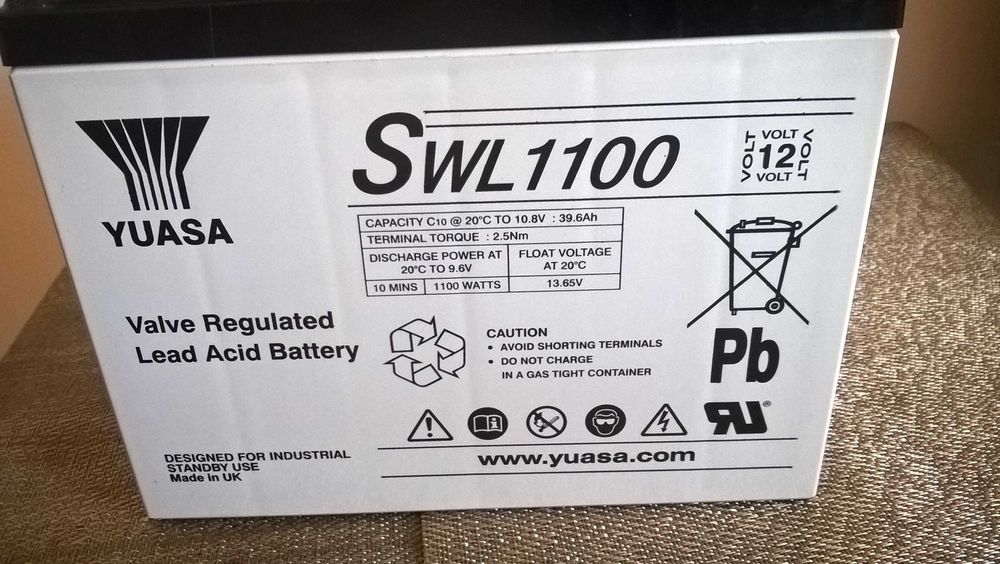 YUASA
SWL1100
VOLT
VOLT 12 VOLT
VOLT
CAPACITY C10 @ 20°C TO 10.8V : 39.6Ah
TERMINAL TORQUE : 2.5Nm
DISCHARGE POWER AT
20°C TO 9.6V
FLOAT VOLTAGE
AT 20°C
10 MINS 1100 WATTS 13.65V
Valve Regulated
Lead Acid Battery
CAUTION
• AVOID SHORTING TERMINALS
• DO NOT CHARGE
IN A GAS TIGHT CONTAINER
Pb
RU®
DESIGNED FOR INDUSTRIAL
STANDBY USE
Made in UK
www.yuasa.com